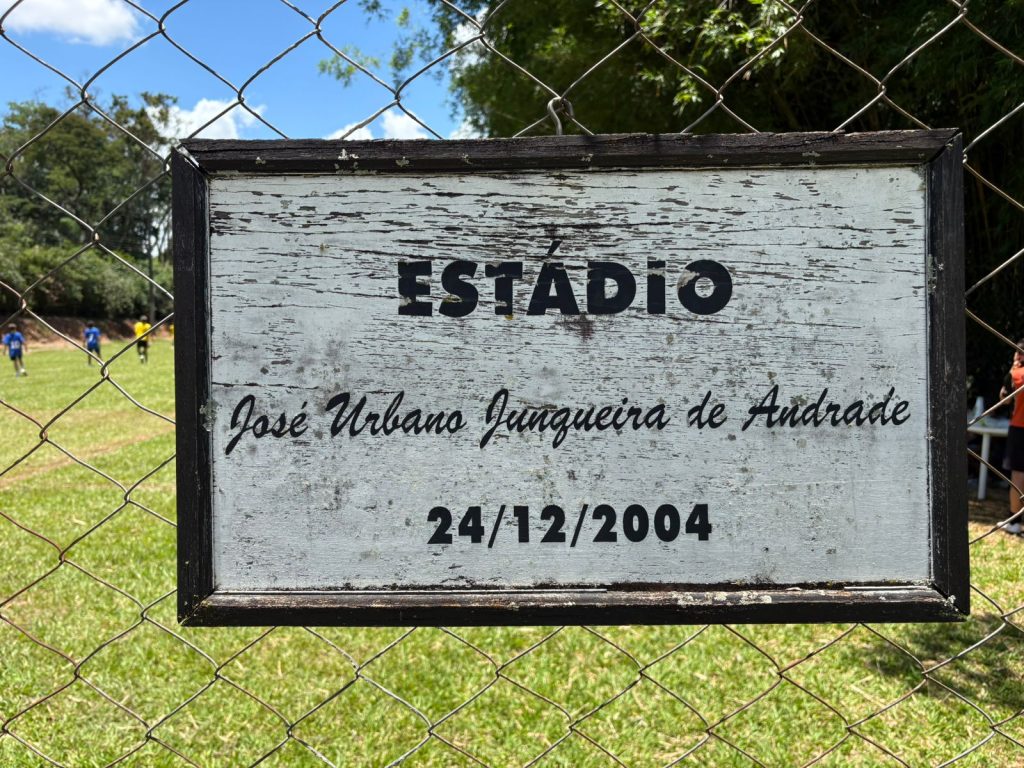 ESTÁDIO
José Urbano Junqueira de Andrade
24/12/2004